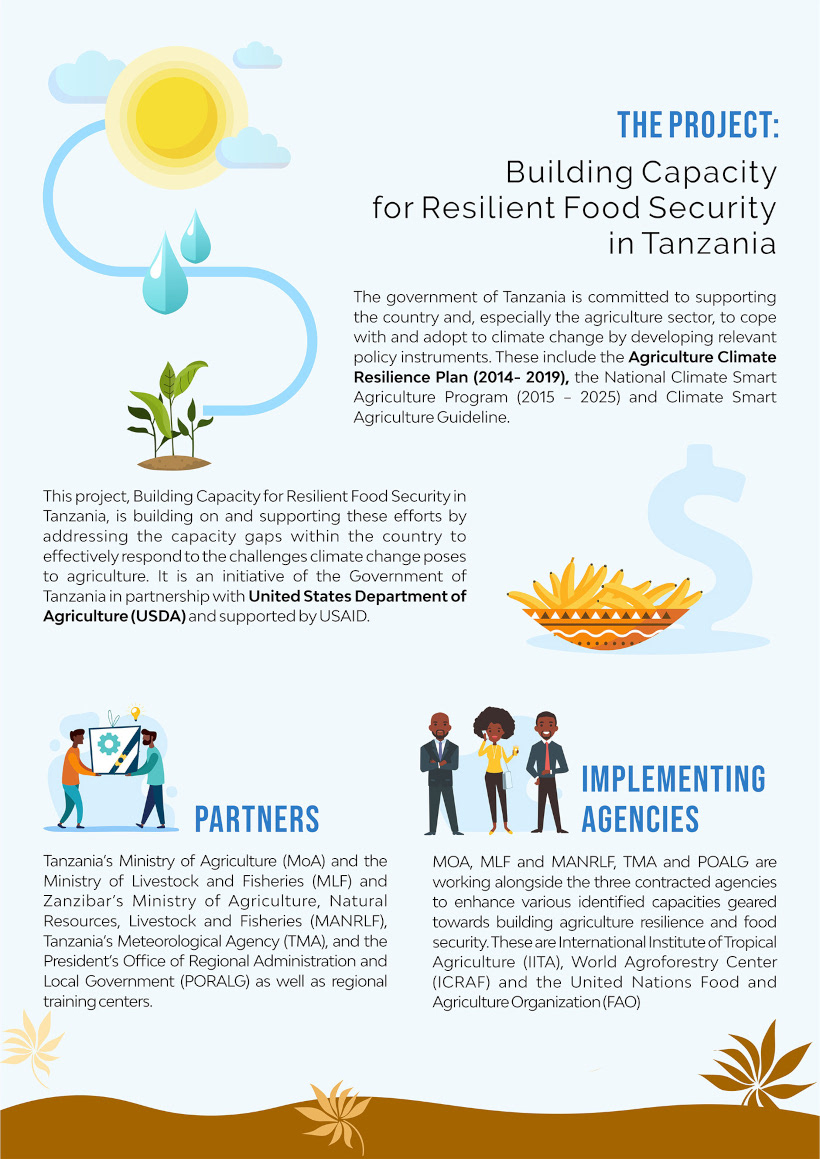 THE PROJECT:
Building Capacity
for Resilient Food Security
in Tanzania
The government of Tanzania is committed to supporting
the country and, especially the agriculture sector, to cope
with and adopt to climate change by developing relevant
policy instruments. These include the Agriculture Climate
Resilience Plan (2014- 2019), the National Climate Smart
Agriculture Program (2015 – 2025) and Climate Smart
Agriculture Guideline.
This project, Building Capacity for Resilient Food Security in
Tanzania, is building on and supporting these efforts by
addressing the capacity gaps within the country to
effectively respond to the challenges climate change poses
to agriculture. It is an initiative of the Government of
Tanzania in partnership with United States Department of
Agriculture (USDA) and supported by USAID.
$
PARTNERS
Tanzania's Ministry of Agriculture (MoA) and the
Ministry of Livestock and Fisheries (MLF) and
Zanzibar's Ministry of Agriculture, Natural
Resources, Livestock and Fisheries (MANRLF),
Tanzania's Meteorological Agency (TMA), and the
President's Office of Regional Administration and
Local Government (PORALG) as well as regional
training centers.
IMPLEMENTING
AGENCIES
MOA, MLF and MANRLF, TMA and POALG are
working alongside the three contracted agencies
to enhance various identified capacities geared
towards building agriculture resilience and food
security. These are International Institute of Tropical
Agriculture (IITA), World Agroforestry Center
(ICRAF) and the United Nations Food and
Agriculture Organization (FAO)